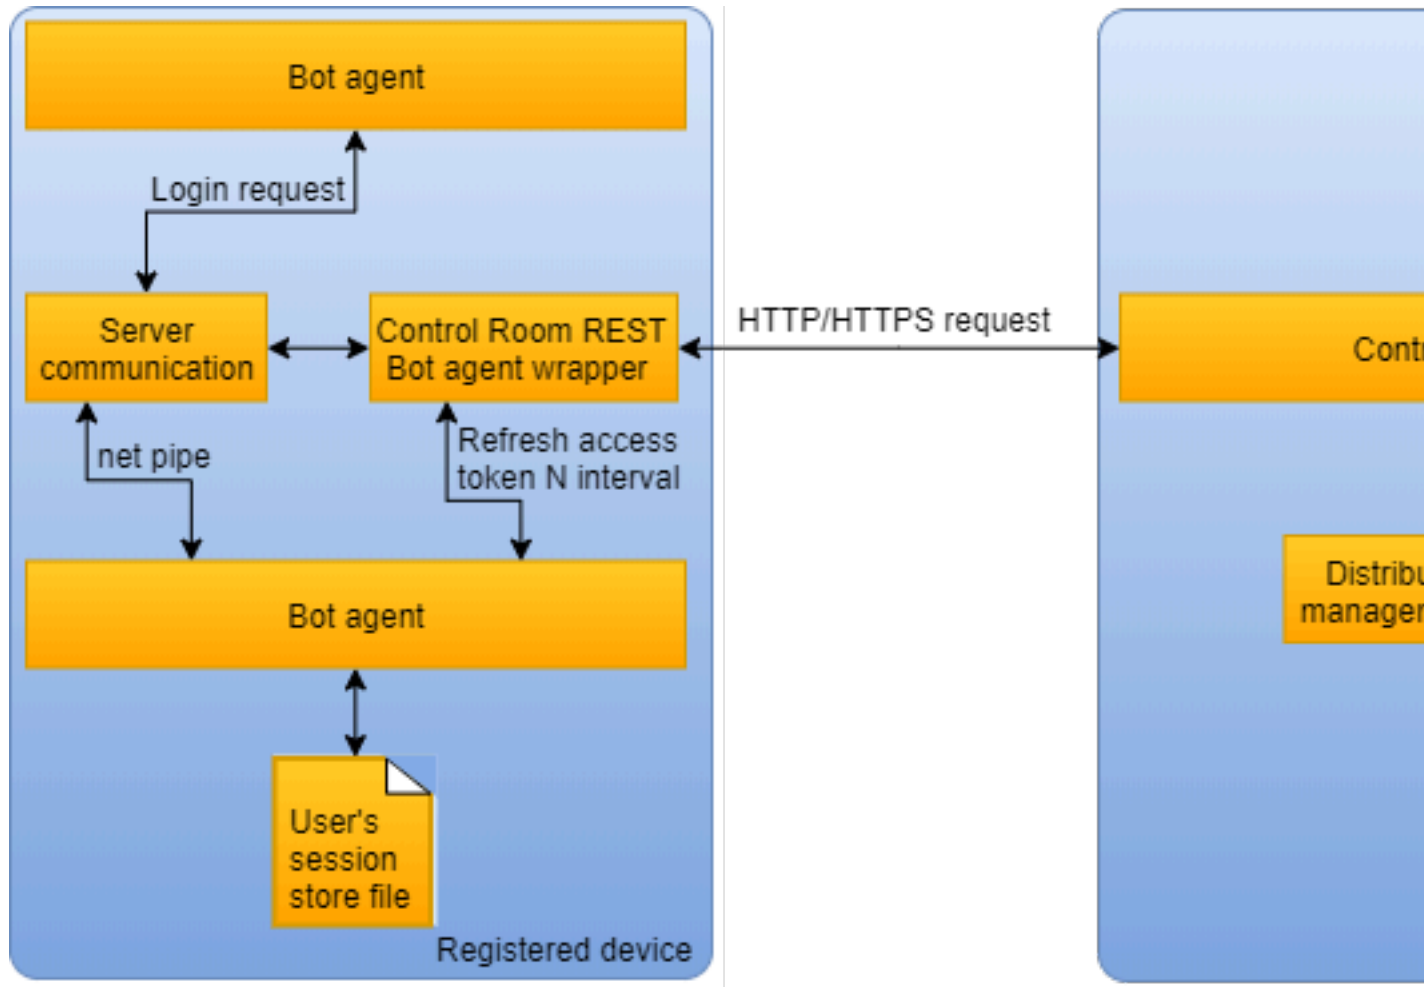 Bot agent
Login request
Server
communication
Control Room REST
Bot agent wrapper
HTTP/HTTPS request
net pipe
Refresh access
token N interval
Bot agent
User's
session
store file
Registered device